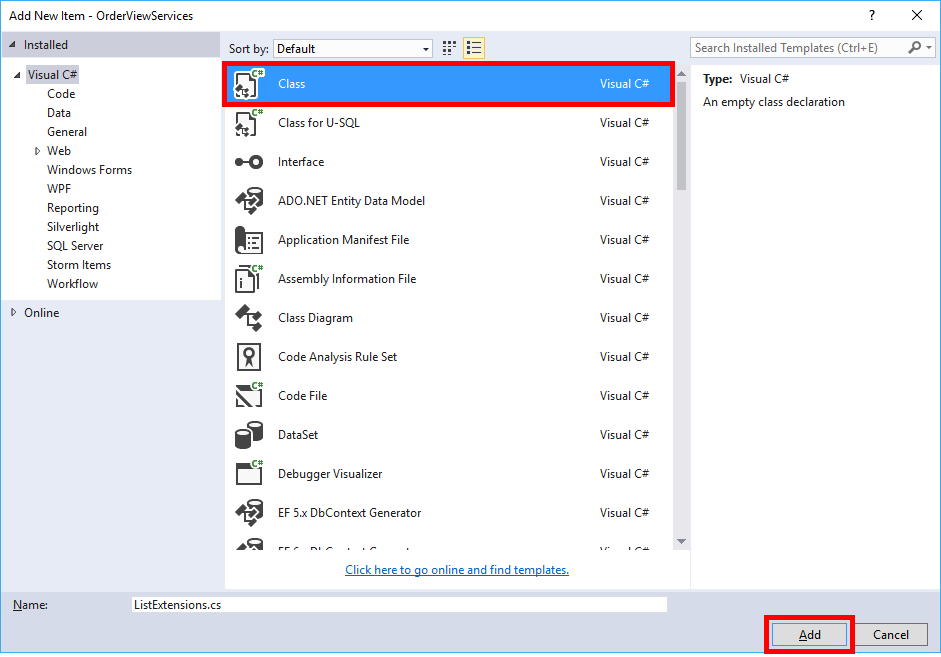 Add New Item - OrderViewServices
Installed
Sort by: Default
Search Installed Templates (Ctrl+E)
Visual C#
Code
Data
General
Web
Windows Forms
WPF
Reporting
Silverlight
SQL Server
Storm Items
Workflow
Online
C# Class Visual C#
C# Class for U-SQL Visual C#
Interface Visual C#
ADO.NET Entity Data Model Visual C#
Application Manifest File Visual C#
C# Assembly Information File Visual C#
Class Diagram Visual C#
Code Analysis Rule Set Visual C#
C# Code File Visual C#
DataSet Visual C#
C# Debugger Visualizer Visual C#
EF 5.x DbContext Generator Visual C#
Click here to go online and find templates.
Type: Visual C#
An empty class declaration
Name: ListExtensions.cs
Add Cancel